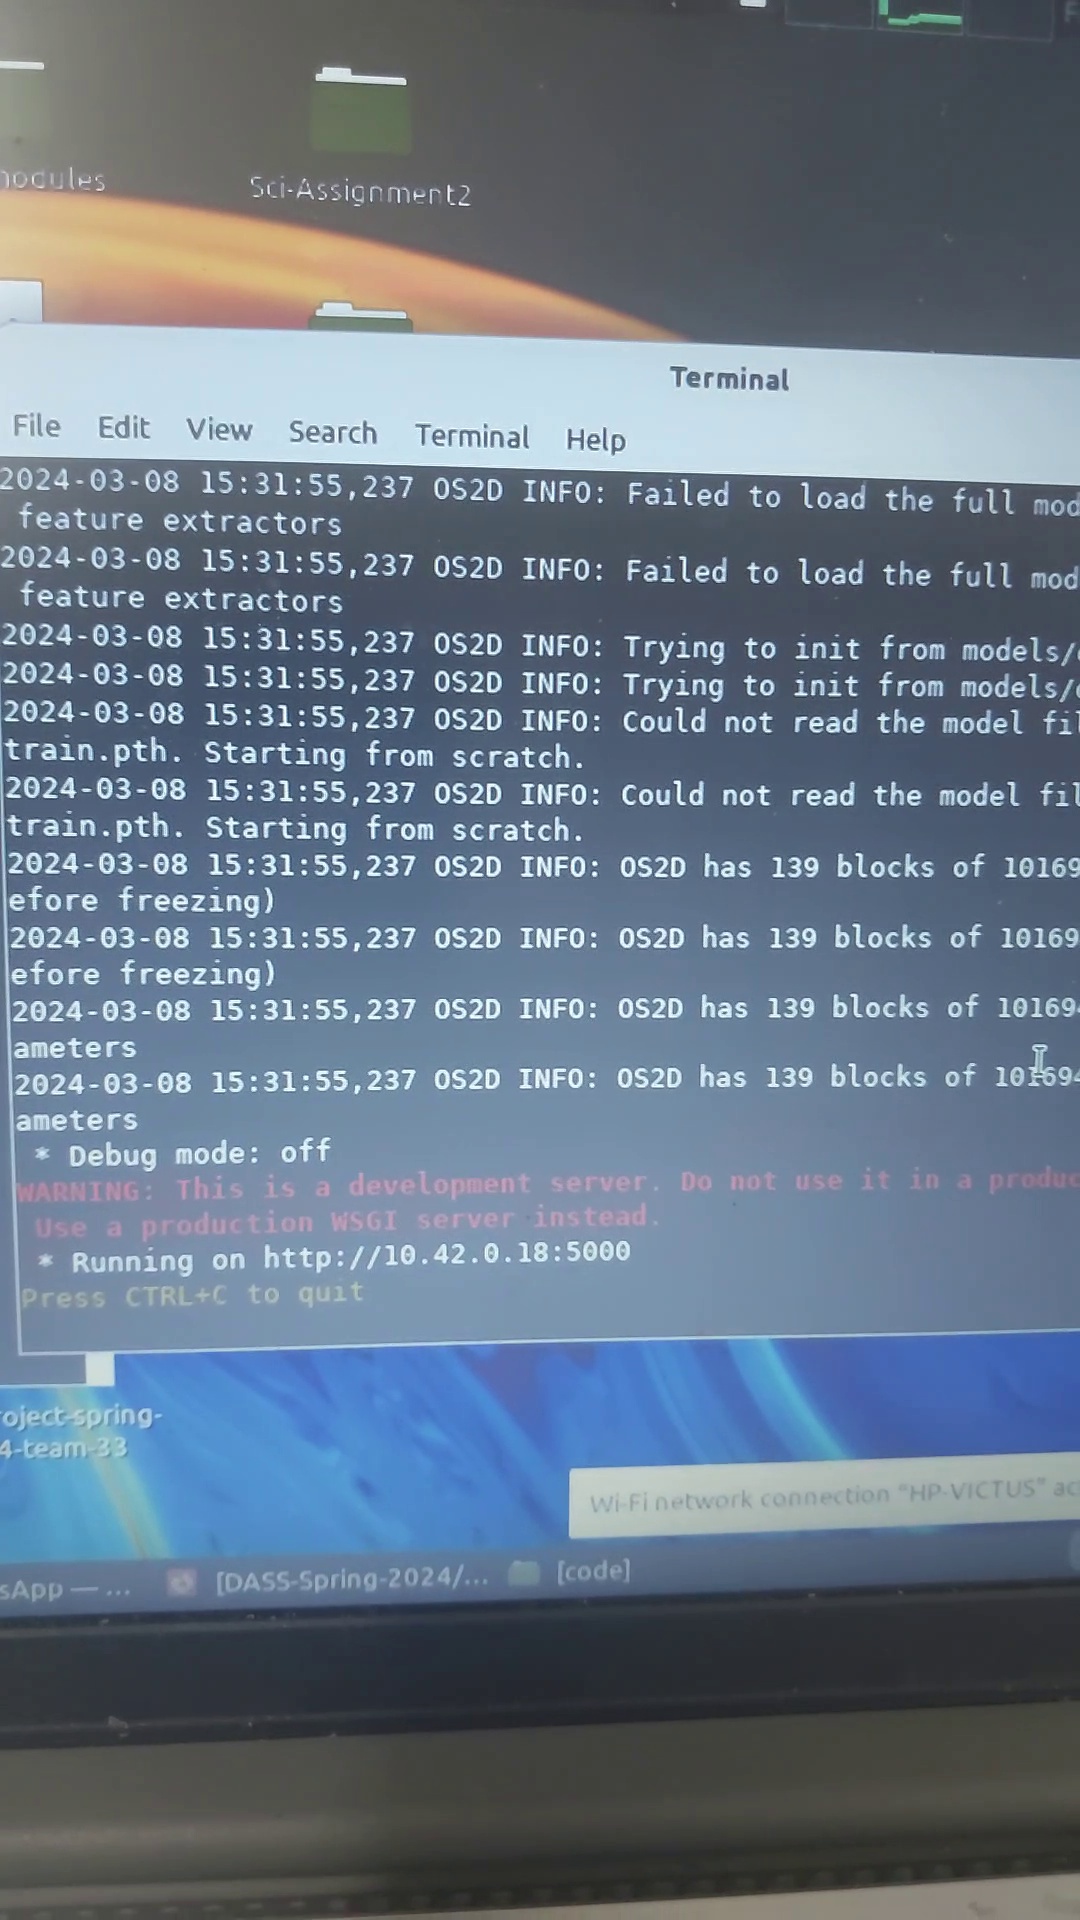 Sci-Assignment2
Terminal
File Edit View Search Terminal Help
2024-03-08 15:31:55,237 OS2D INFO: Failed to load the full mod
feature extractors
2024-03-08 15:31:55,237 OS2D INFO: Failed to load the full mod
feature extractors
2024-03-08 15:31:55,237 OS2D INFO: Trying to init from models/
2024-03-08 15:31:55,237 OS2D INFO: Trying to init from models/
2024-03-08 15:31:55,237 OS2D INFO: Could not read the model fil
train.pth. Starting from scratch.
2024-03-08 15:31:55,237 OS2D INFO: Could not read the model fil
train.pth. Starting from scratch.
2024-03-08 15:31:55,237 OS2D INFO: OS2D has 139 blocks of 10169
efore freezing)
2024-03-08 15:31:55,237 OS2D INFO: OS2D has 139 blocks of 10169
efore freezing)
2024-03-08 15:31:55,237 OS2D INFO: OS2D has 139 blocks of 101694
ameters
2024-03-08 15:31:55,237 OS2D INFO: OS2D has 139 blocks of 101694
ameters
* Debug mode: off
WARNING: This is a development server. Do not use it in a produc
Use a production WSGI server instead.
* Running on http://10.42.0.18:5000
Press CTRL+C to quit
oject-spring-
4-team-33
Wi-Fi network connection "HP-VICTUS" ac
sApp — ... [DASS-Spring-2024/... [code]